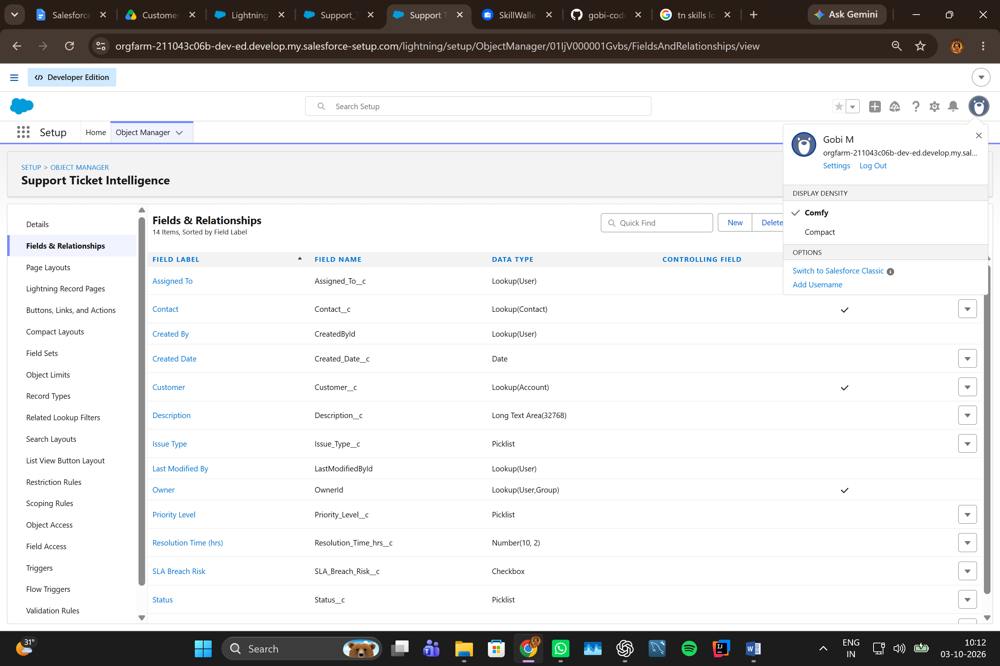 Salesforce
Customer
Lightning
Support_T
Support T
SkillWalle
gobi-code
tn skills lo
Ask Gemini
orgfarm-211043c06b-dev-ed.develop.my.salesforce-setup.com/lightning/setup/ObjectManager/01IjV000001Gvbs/FieldsAndRelationships/view
Developer Edition
Search Setup
Setup
Home
Object Manager
Gobi M
orgfarm-211043c06b-dev-ed.develop.my.sal...
Settings Log Out
DISPLAY DENSITY
Comfy
Compact
OPTIONS
Switch to Salesforce Classic
Add Username
SETUP > OBJECT MANAGER
Support Ticket Intelligence
Details
Fields & Relationships
Page Layouts
Lightning Record Pages
Buttons, Links, and Actions
Compact Layouts
Field Sets
Object Limits
Record Types
Related Lookup Filters
Search Layouts
List View Button Layout
Restriction Rules
Scoping Rules
Object Access
Field Access
Triggers
Flow Triggers
Validation Rules
Fields & Relationships
14 Items, Sorted by Field Label
Quick Find
New
Delete
FIELD LABEL FIELD NAME DATA TYPE CONTROLLING FIELD
Assigned To Assigned_To__c Lookup(User)
Contact Contact__c Lookup(Contact)
Created By CreatedById Lookup(User)
Created Date Created_Date__c Date
Customer Customer__c Lookup(Account)
Description Description__c Long Text Area(32768)
Issue Type Issue_Type__c Picklist
Last Modified By LastModifiedById Lookup(User)
Owner OwnerId Lookup(User,Group)
Priority Level Priority_Level__c Picklist
Resolution Time (hrs) Resolution_Time_hrs__c Number(10, 2)
SLA Breach Risk SLA_Breach_Risk__c Checkbox
Status Status__c Picklist
31°
Search
ENG
IN
10:12
03-10-2026